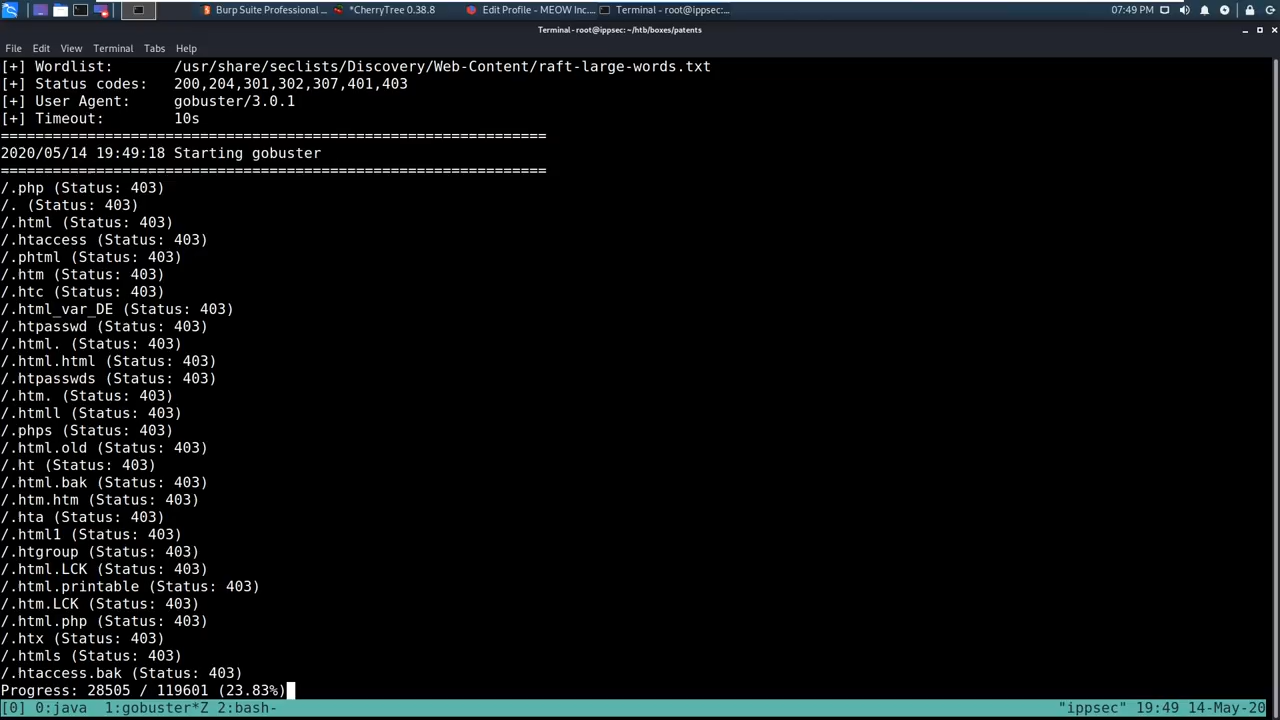 Burp Suite Professional ... *CherryTree 0.38.8 Edit Profile - MEOW Inc.... Terminal - root@ippsec:... 07:49 PM
Terminal - root@ippsec: ~/htb/boxes/patents
File Edit View Terminal Tabs Help
[+] Wordlist:       /usr/share/seclists/Discovery/Web-Content/raft-large-words.txt
[+] Status codes:   200,204,301,302,307,401,403
[+] User Agent:     gobuster/3.0.1
[+] Timeout:        10s
===============================================================
2020/05/14 19:49:18 Starting gobuster
===============================================================
/.php (Status: 403)
/. (Status: 403)
/.html (Status: 403)
/.htaccess (Status: 403)
/.phtml (Status: 403)
/.htm (Status: 403)
/.htc (Status: 403)
/.html_var_DE (Status: 403)
/.htpasswd (Status: 403)
/.html. (Status: 403)
/.html.html (Status: 403)
/.htpasswds (Status: 403)
/.htm. (Status: 403)
/.htmll (Status: 403)
/.phps (Status: 403)
/.html.old (Status: 403)
/.ht (Status: 403)
/.html.bak (Status: 403)
/.htm.htm (Status: 403)
/.hta (Status: 403)
/.html1 (Status: 403)
/.htgroup (Status: 403)
/.html.LCK (Status: 403)
/.html.printable (Status: 403)
/.htm.LCK (Status: 403)
/.html.php (Status: 403)
/.htx (Status: 403)
/.htmls (Status: 403)
/.htaccess.bak (Status: 403)
Progress: 28505 / 119601 (23.83%)
[0] 0:java  1:gobuster*Z 2:bash- "ippsec" 19:49 14-May-20